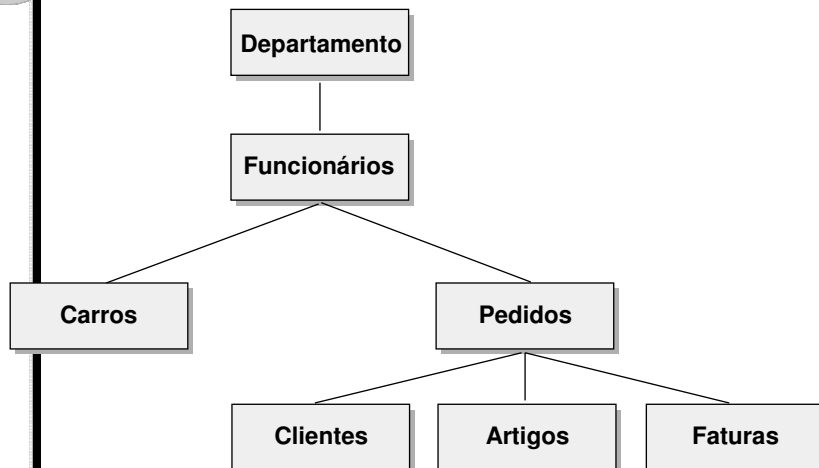 Departamento
Funcionários
Carros
Pedidos
Clientes
Artigos
Faturas